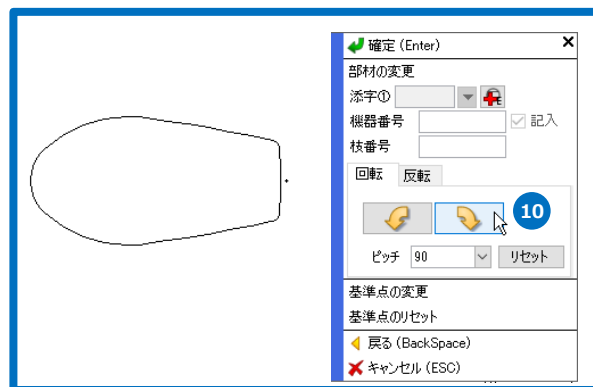 確定 (Enter)
部材の変更
添字①
機器番号
記入
枝番号
回転 反転
10
ピッチ 90 リセット
基準点の変更
基準点のリセット
戻る (BackSpace)
キャンセル (ESC)